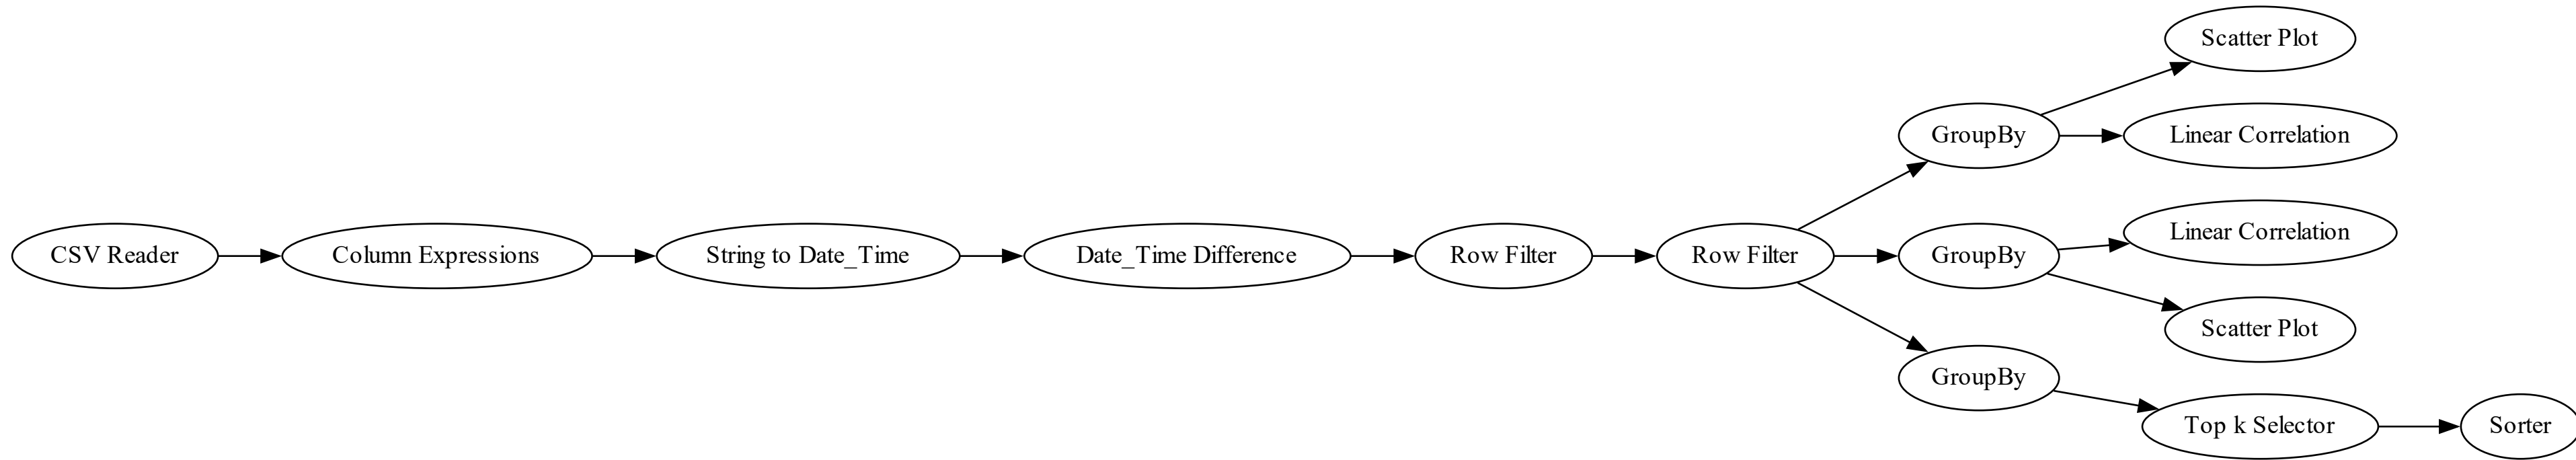 Scatter Plot
GroupBy
Linear Correlation
CSV Reader
Column Expressions
String to Date_Time
Date_Time Difference
Row Filter
Row Filter
GroupBy
Linear Correlation
Scatter Plot
GroupBy
Top k Selector
Sorter